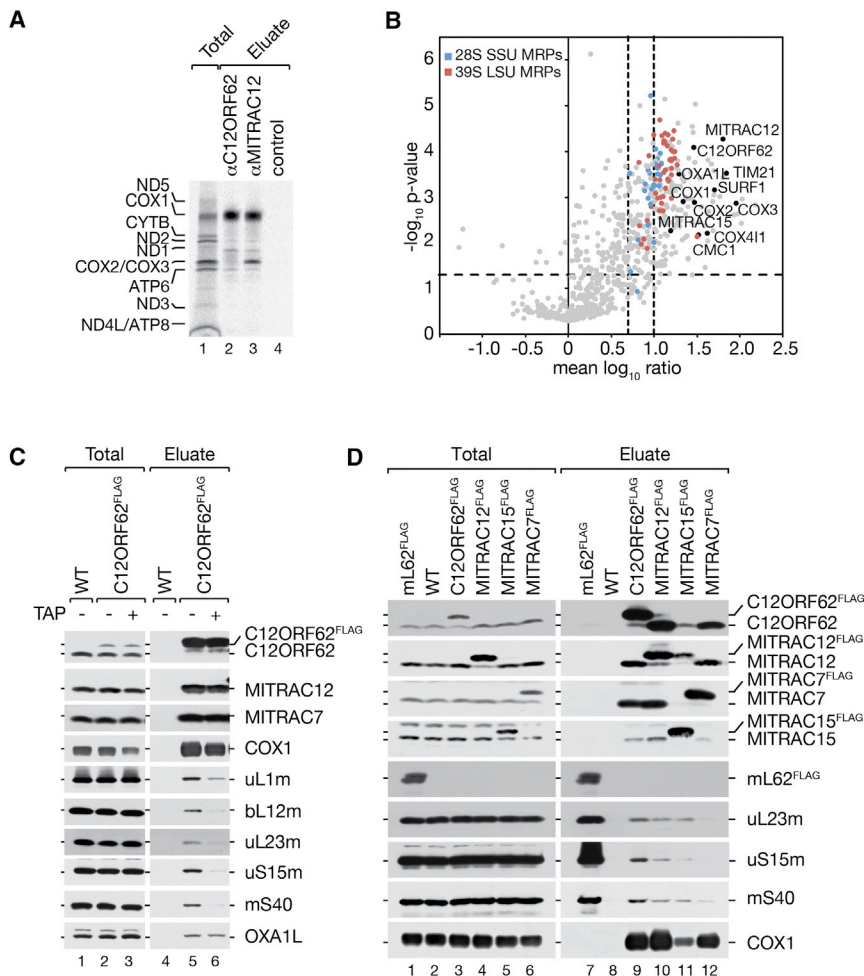 A
Total
Eluate
αC12ORF62
αMITRAC12
control
ND5
COX1
CYTB
ND2
ND1
COX2/COX3
ATP6
ND3
ND4L/ATP8
1 2 3 4
B
28S SSU MRPs
39S LSU MRPs
-log10 p-value
6
5
4
3
2
1
0
MITRAC12
C12ORF62
OXA1L TIM21
COX1 SURF1
COX2 COX3
MITRAC15
COX4I1
CMC1
-1.0 -0.5 0 0.5 1.0 1.5 2.0 2.5
mean log10 ratio
C
Total Eluate
WT
C12ORF62FLAG
WT
C12ORF62FLAG
TAP - - + - - +
C12ORF62FLAG
C12ORF62
MITRAC12
MITRAC7
COX1
uL1m
bL12m
uL23m
uS15m
mS40
OXA1L
1 2 3 4 5 6
D
Total Eluate
mL62FLAG
WT
C12ORF62FLAG
MITRAC12FLAG
MITRAC15FLAG
MITRAC7FLAG
mL62FLAG
WT
C12ORF62FLAG
MITRAC12FLAG
MITRAC15FLAG
MITRAC7FLAG
C12ORF62FLAG
C12ORF62
MITRAC12FLAG
MITRAC12
MITRAC7FLAG
MITRAC7
MITRAC15FLAG
MITRAC15
mL62FLAG
uL23m
uS15m
mS40
COX1
1 2 3 4 5 6 7 8 9 10 11 12